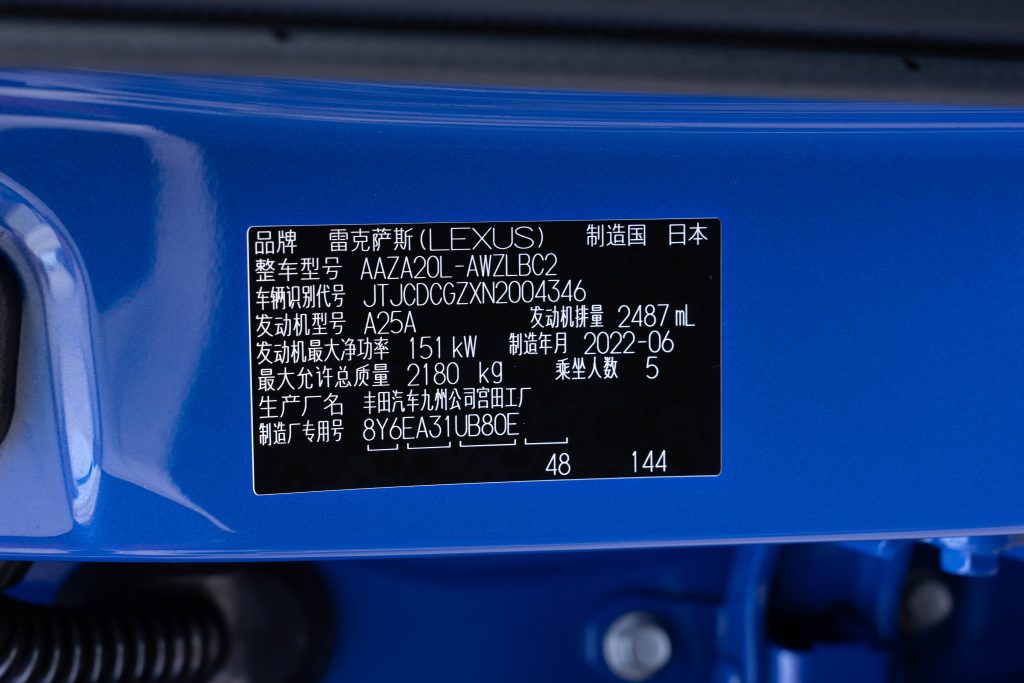 品牌 雷克萨斯(LEXUS) 制造国 日本
整车型号 AAZA20L-AWZLBC2
车辆识别代号 JTJCDCGZXN2004346
发动机型号 A25A 发动机排量 2487 mL
发动机最大净功率 151 kW 制造年月 2022-06
最大允许总质量 2180 kg 乘坐人数 5
生产厂名 丰田汽车九州公司宫田工厂
制造厂专用号 8Y6EA31UB80E
48 144